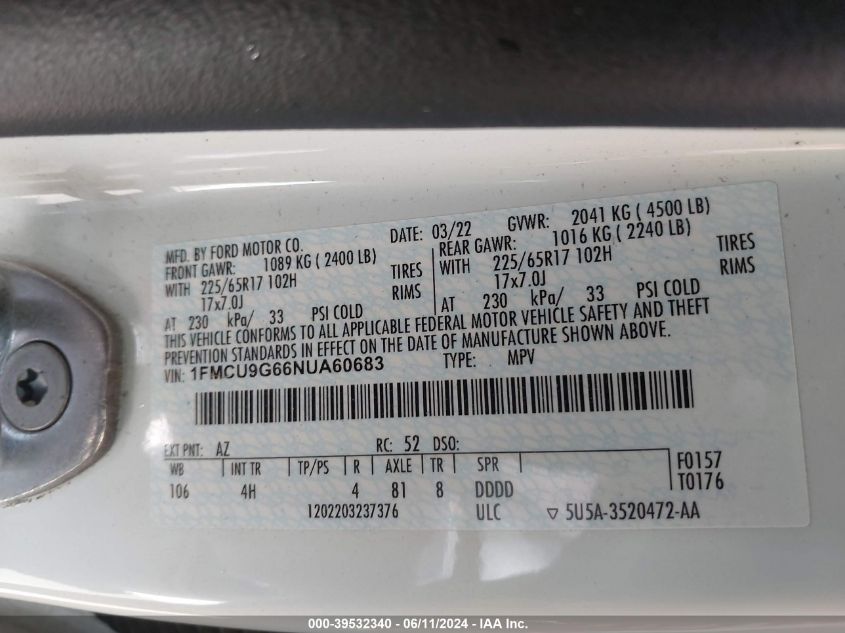 MFD. BY FORD MOTOR CO. DATE: 03/22 GVWR: 2041 KG ( 4500 LB)
FRONT GAWR: 1089 KG ( 2400 LB) REAR GAWR: 1016 KG ( 2240 LB)
WITH 225/65R17 102H TIRES WITH 225/65R17 102H TIRES
17x7.0J RIMS 17x7.0J RIMS
AT 230 kPa/ 33 PSI COLD AT 230 kPa/ 33 PSI COLD
THIS VEHICLE CONFORMS TO ALL APPLICABLE FEDERAL MOTOR VEHICLE SAFETY AND THEFT
PREVENTION STANDARDS IN EFFECT ON THE DATE OF MANUFACTURE SHOWN ABOVE.
VIN: 1FMCU9G66NUA60683 TYPE: MPV
EXT PNT: AZ RC: 52 DSO:
WB INT TR TP/PS R AXLE TR SPR F0157
106 4H 4 81 8 DDDD T0176
1202203237376 ULC ▽ 5U5A-3520472-AA
000-39532340 - 06/11/2024 - IAA Inc.